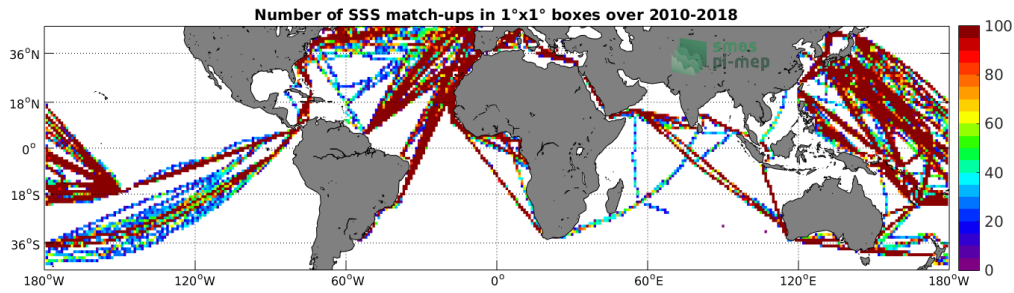 Number of SSS match-ups in 1°x1° boxes over 2010-2018
smos
pi-mep
36°N
18°N
0°
18°S
36°S
180°W 120°W 60°W 0° 60°E 120°E 180°W
100
80
60
40
20
0